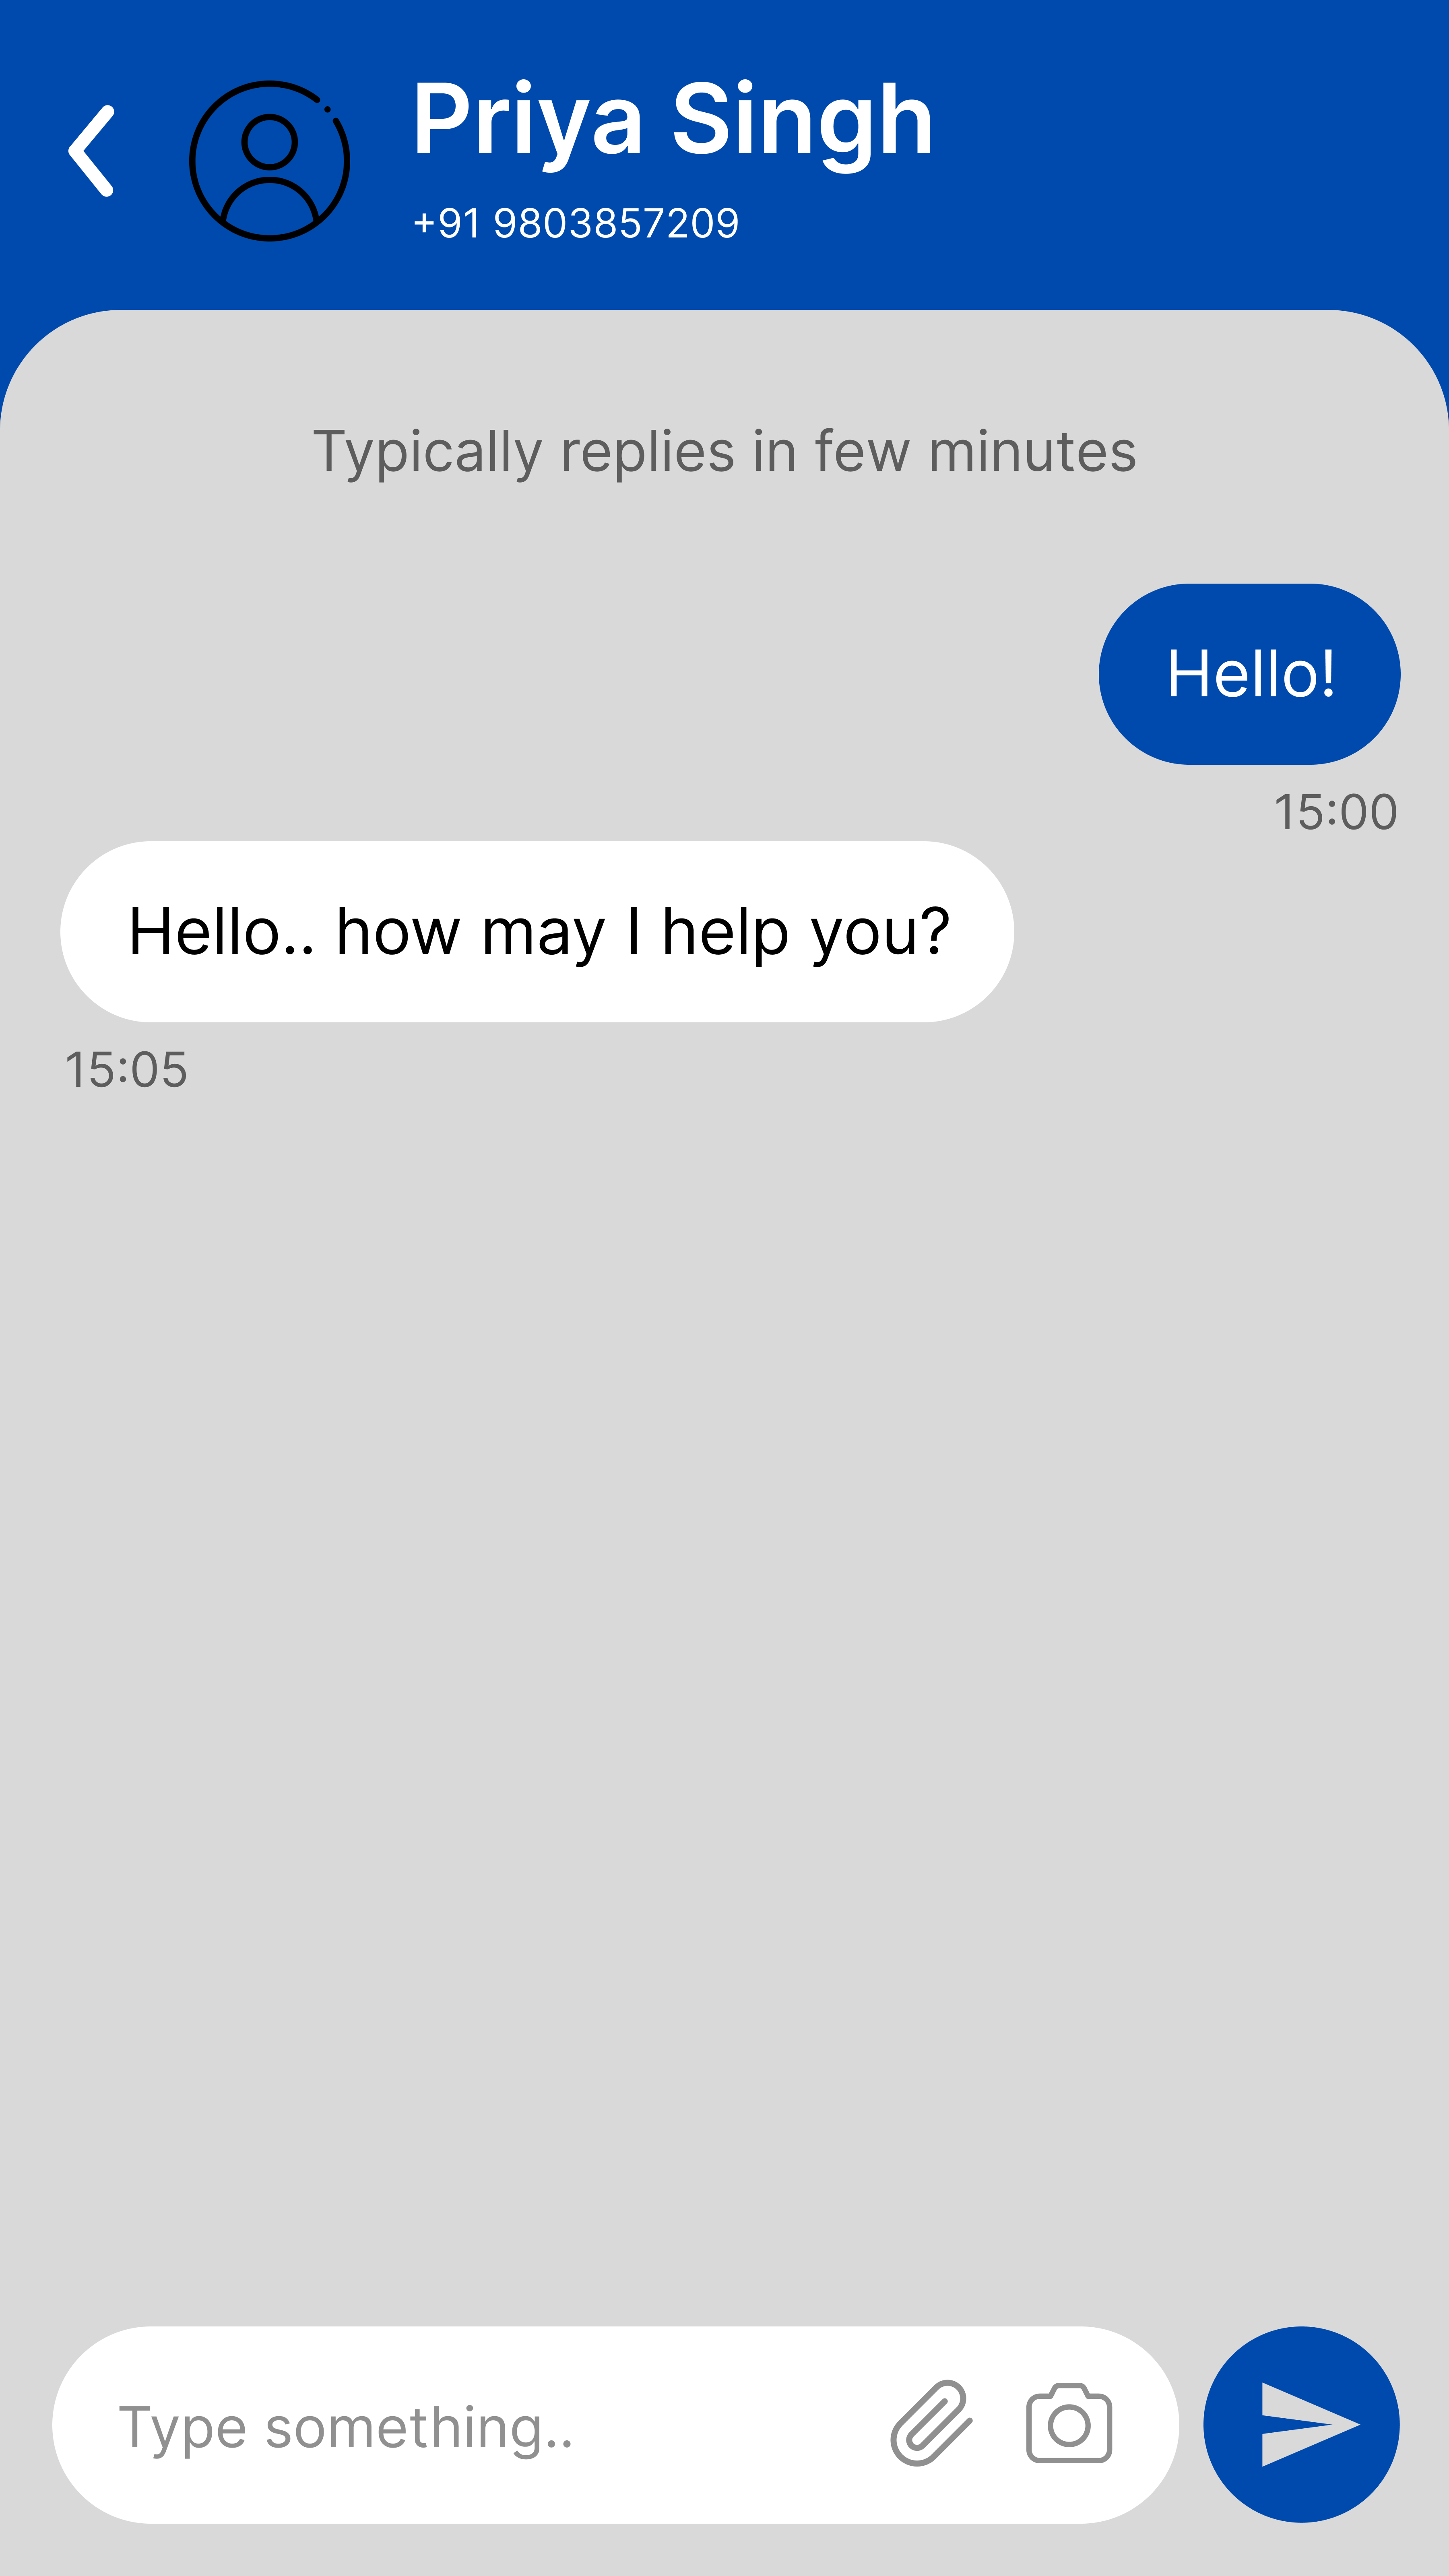 Priya Singh
+91 9803857209
Typically replies in few minutes
Hello!
15:00
Hello.. how may I help you?
15:05
Type something..